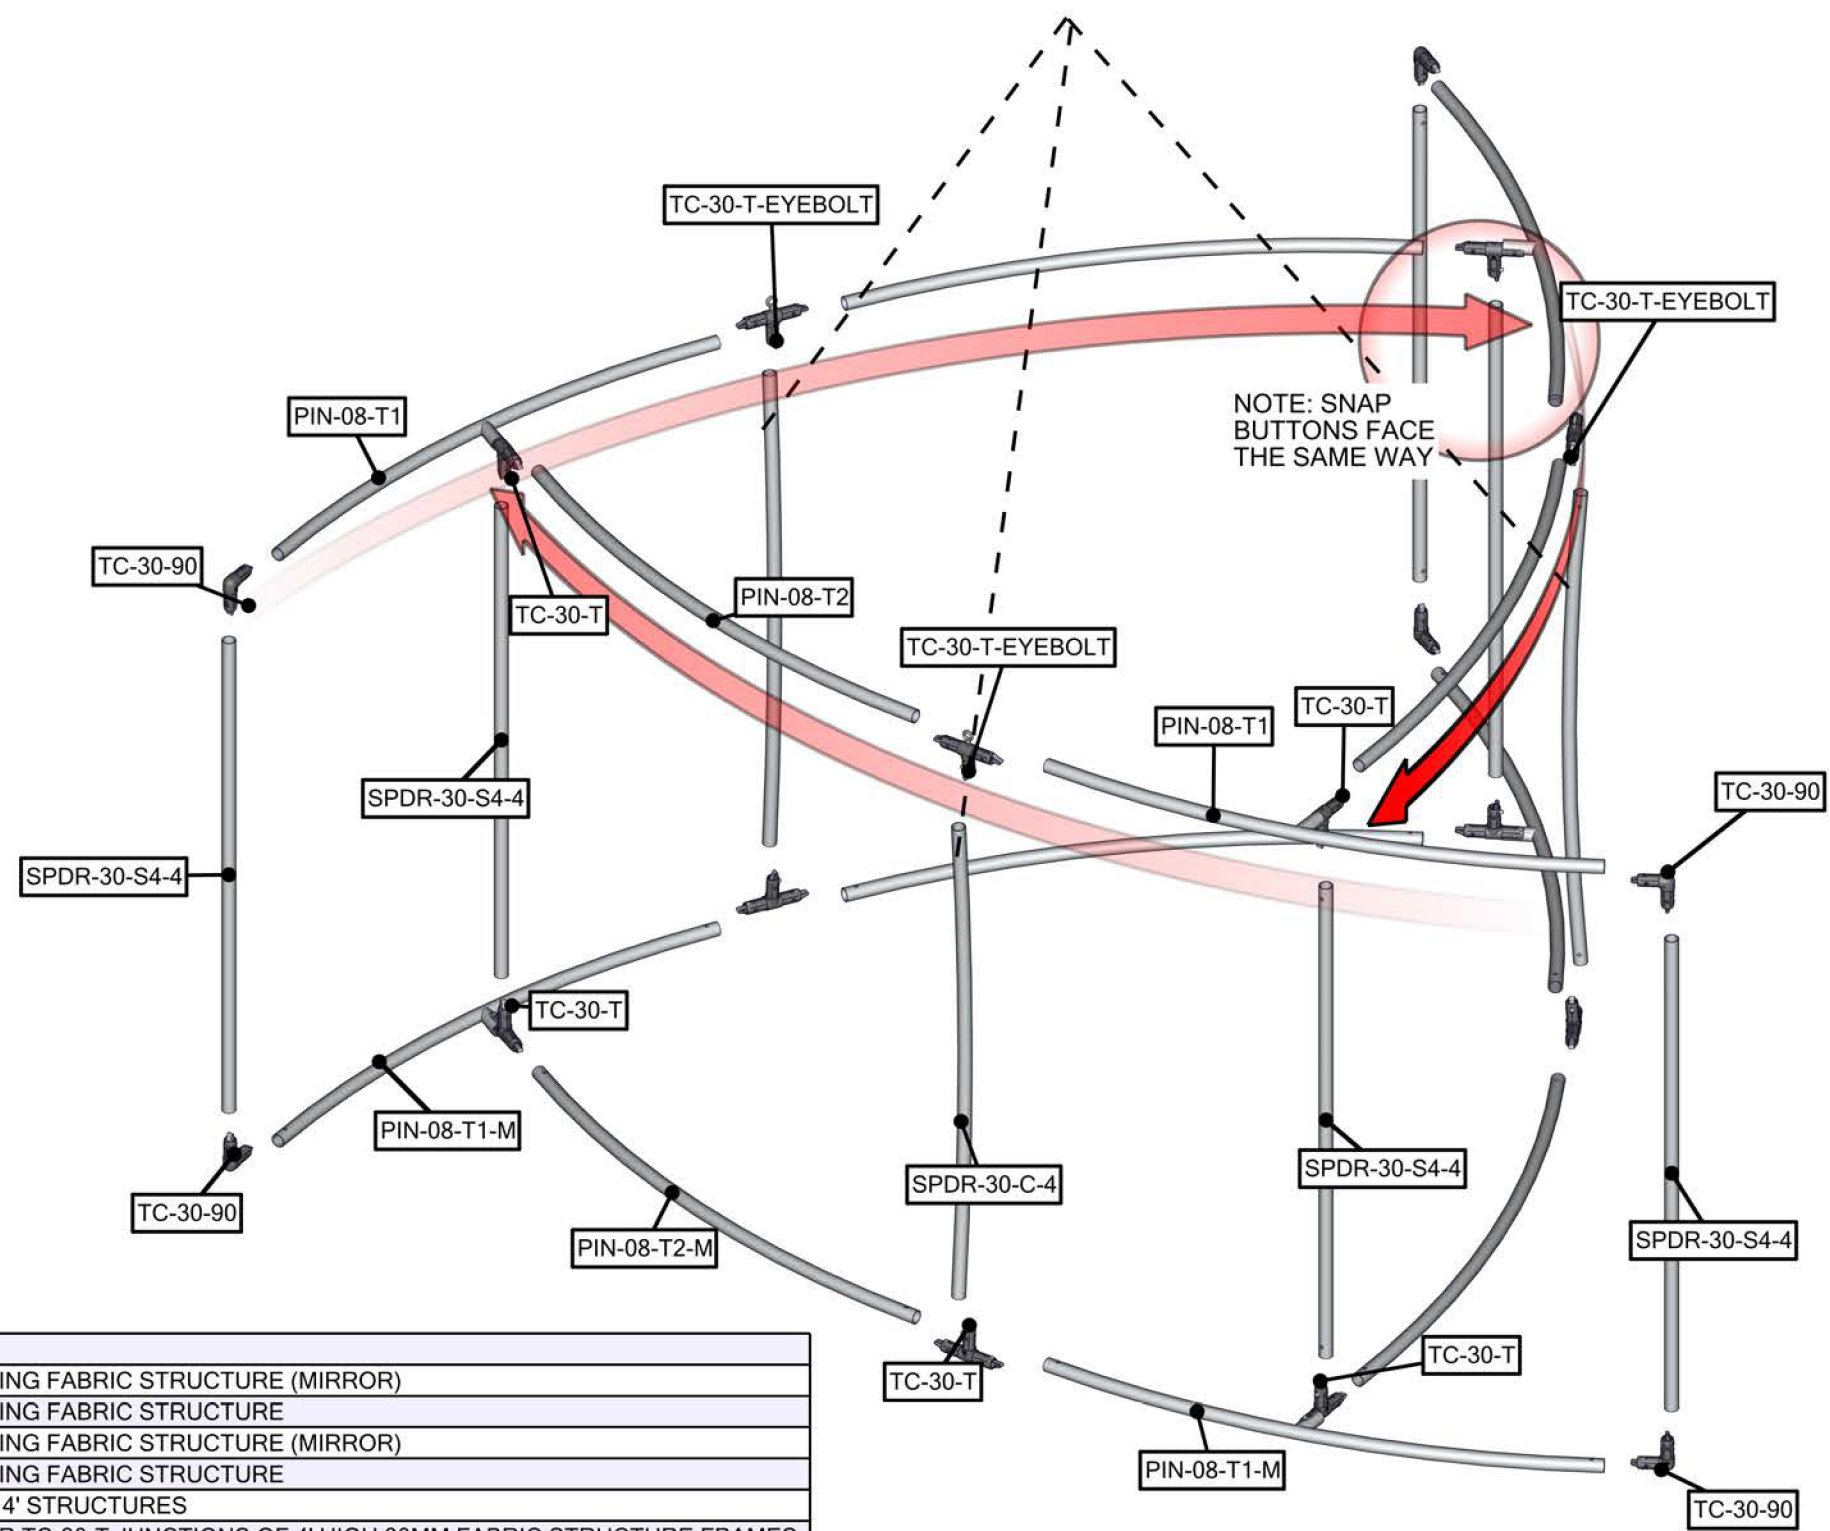 TC-30-T-EYEBOLT
TC-30-T-EYEBOLT
NOTE: SNAP
BUTTONS FACE
THE SAME WAY
PIN-08-T1
TC-30-90
TC-30-T
PIN-08-T2
TC-30-T-EYEBOLT
TC-30-T
PIN-08-T1
TC-30-90
SPDR-30-S4-4
SPDR-30-S4-4
TC-30-T
PIN-08-T1-M
SPDR-30-C-4
SPDR-30-S4-4
TC-30-90
PIN-08-T2-M
SPDR-30-S4-4
TC-30-T
TC-30-T
PIN-08-T1-M
TC-30-90
ING FABRIC STRUCTURE (MIRROR)
ING FABRIC STRUCTURE
ING FABRIC STRUCTURE (MIRROR)
ING FABRIC STRUCTURE
4' STRUCTURES